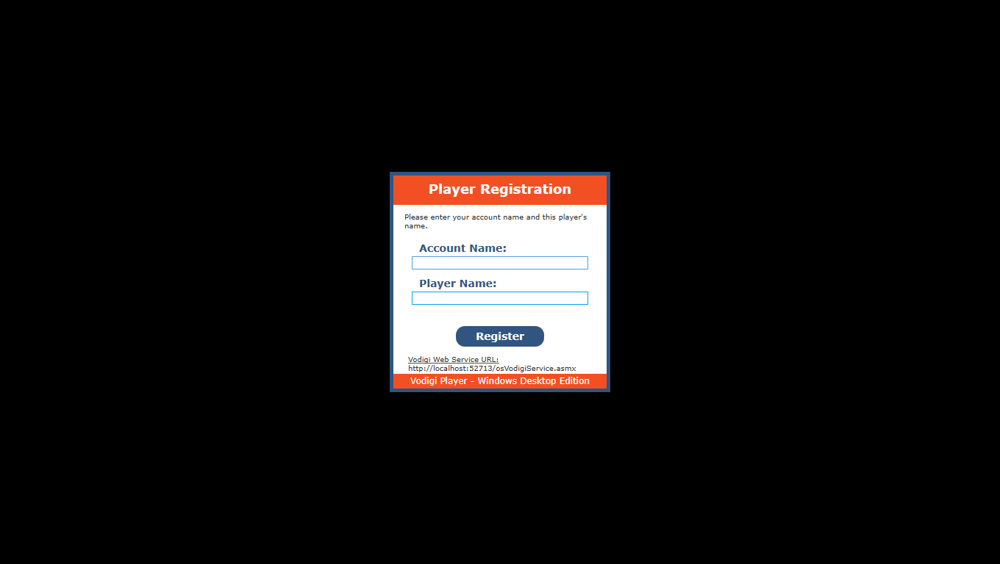 Player Registration
Please enter your account name and this player's
name.
Account Name:
Player Name:
Register
Vodigi Web Service URL:
http://localhost:52713/osVodigiService.asmx
Vodigi Player - Windows Desktop Edition